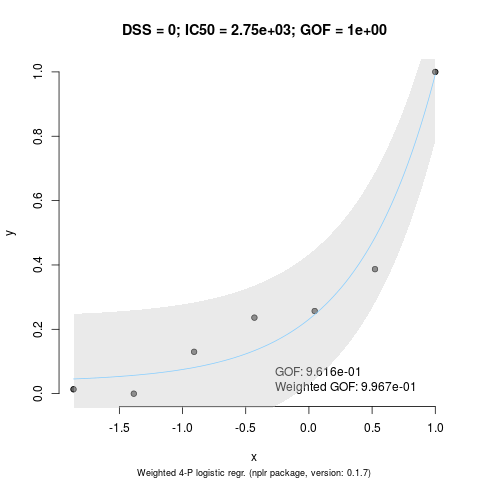 DSS = 0; IC50 = 2.75e+03; GOF = 1e+00
1.0
0.8
0.6
0.4
0.2
0.0
y
GOF: 9.616e-01
Weighted GOF: 9.967e-01
-1.5 -1.0 -0.5 0.0 0.5 1.0
x
Weighted 4-P logistic regr. (nplr package, version: 0.1.7)